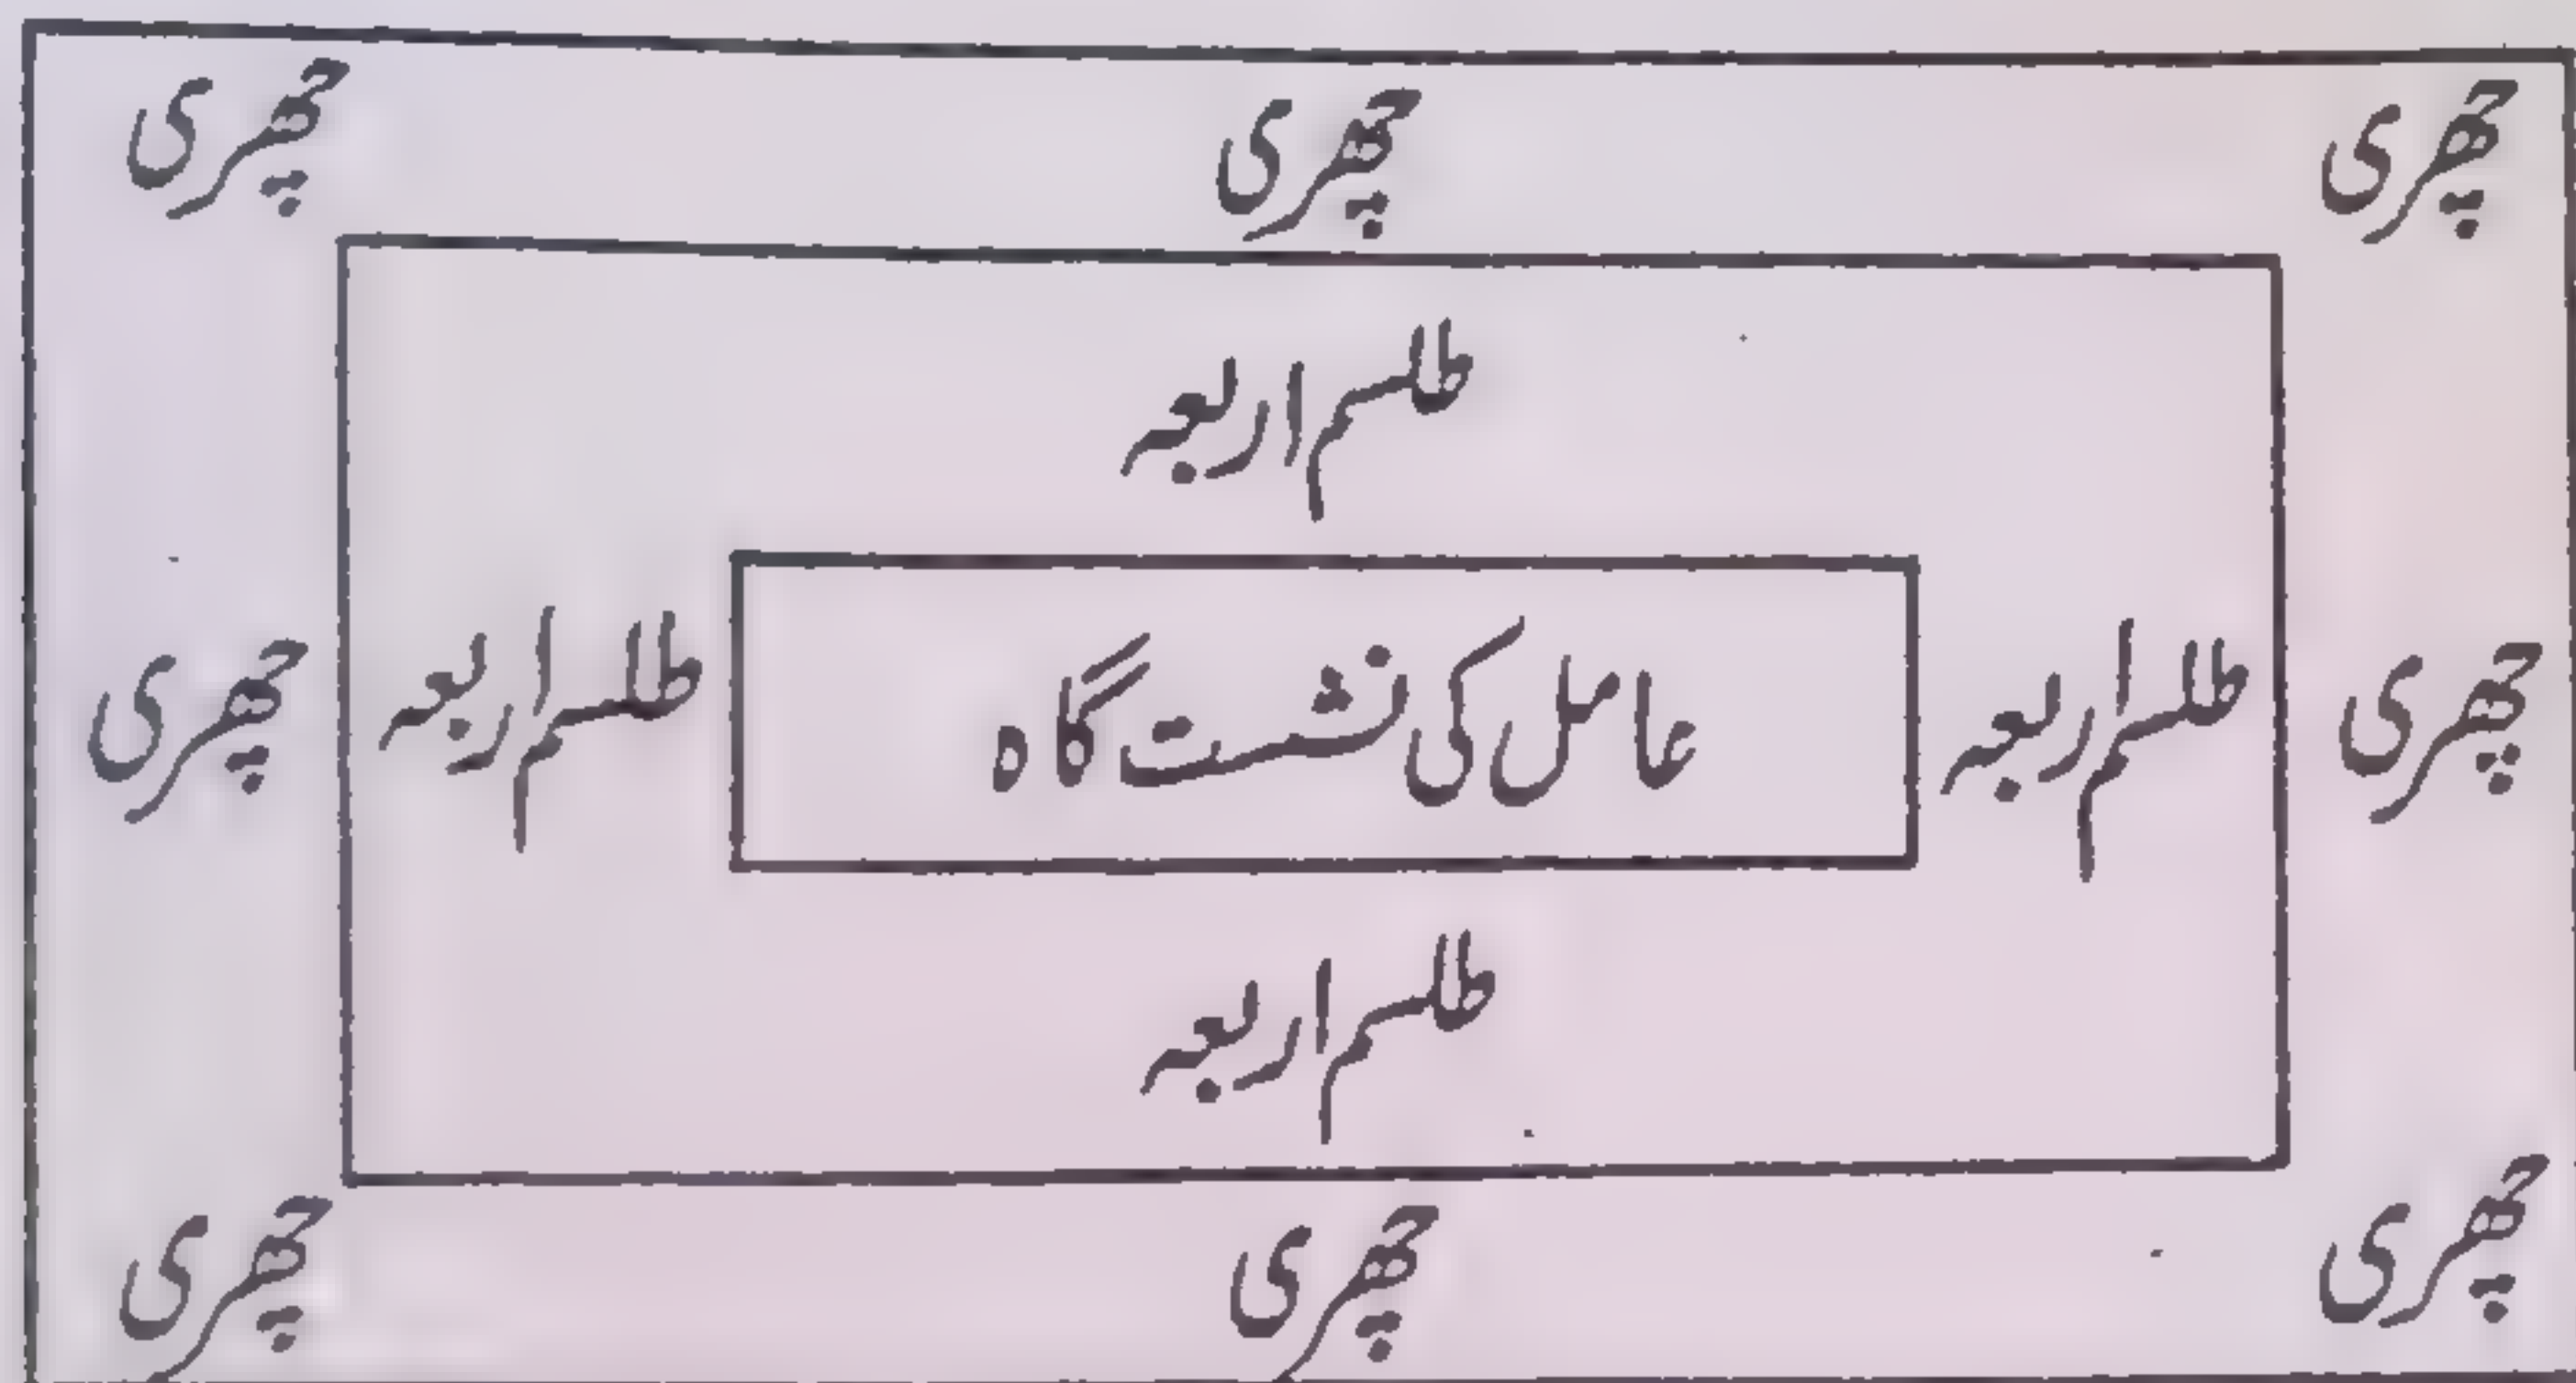 چھری چھری چھری
طلسم اربعہ
چھری طلسم اربعہ عامل کی نشست گاہ طلسم اربعہ چھری
طلسم اربعہ
چھری چھری چھری